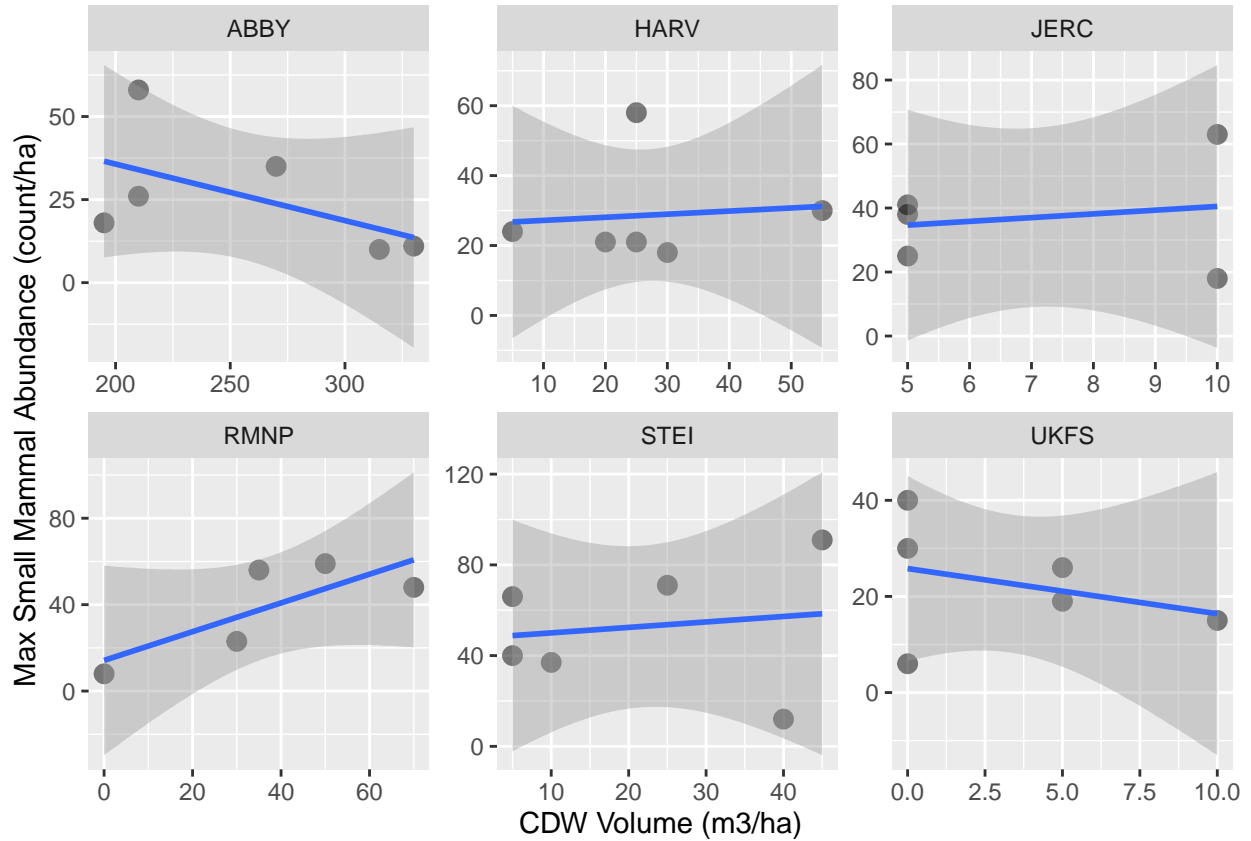 ABBY HARV JERC
Max Small Mammal Abundance (count/ha)
50
25
0
200 250 300
60
40
20
0
10 20 30 40 50
80
60
40
20
0
5 6 7 8 9 10
RMNP STEI UKFS
80
40
0
0 20 40 60
120
80
40
0
10 20 30 40
40
20
0
0.0 2.5 5.0 7.5 10.0
CDW Volume (m3/ha)